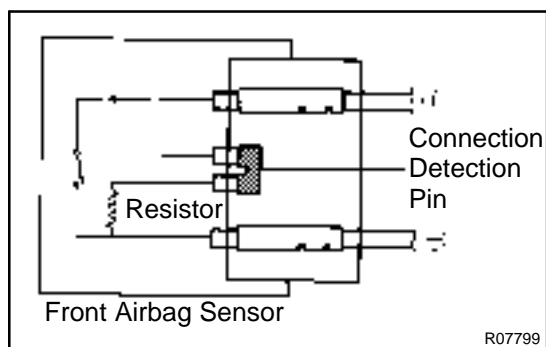 Connection
Detection
Pin
Resistor
Front Airbag Sensor
R07799